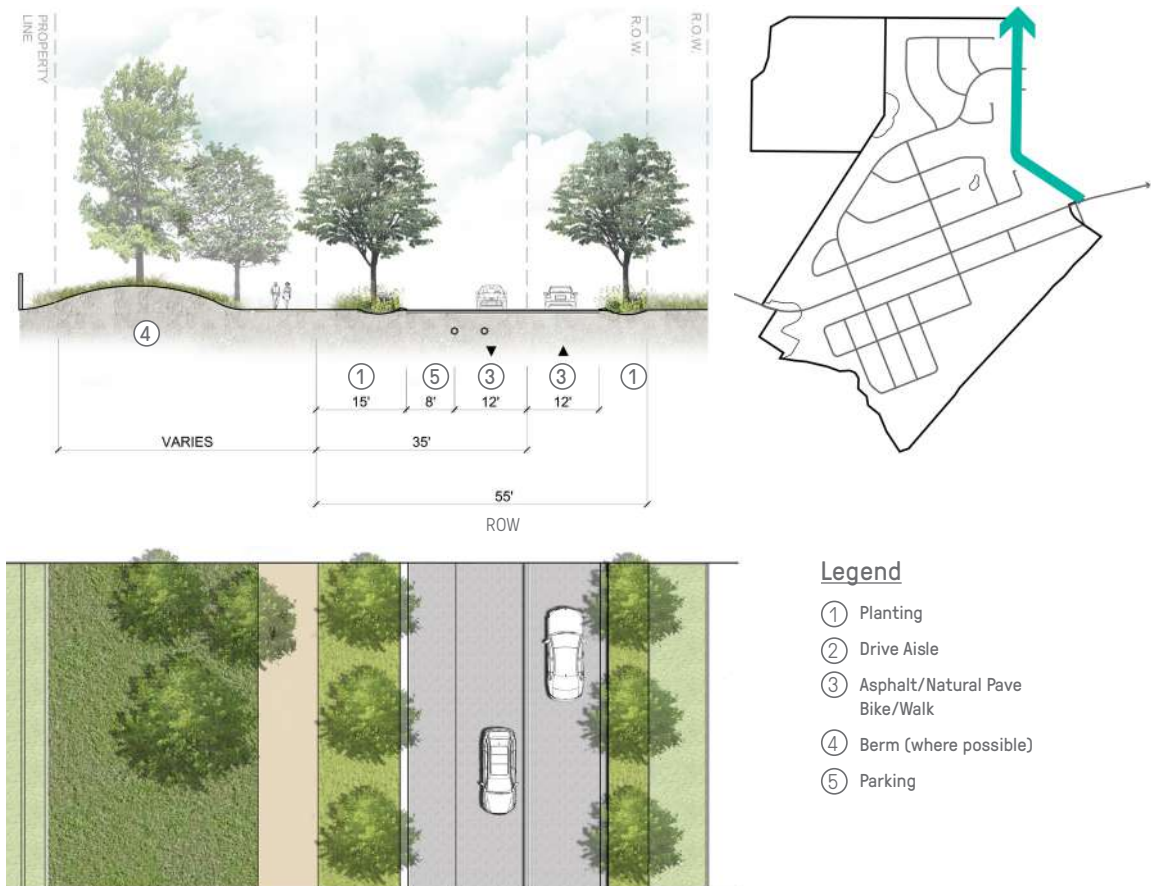 PROPERTY
LINE
R.O.W.
R.O.W.
4
1
5
3
3
1
15'
8'
12'
12'
VARIES
35'
55'
ROW
Legend
1 Planting
2 Drive Aisle
3 Asphalt/Natural Pave
Bike/Walk
4 Berm (where possible)
5 Parking